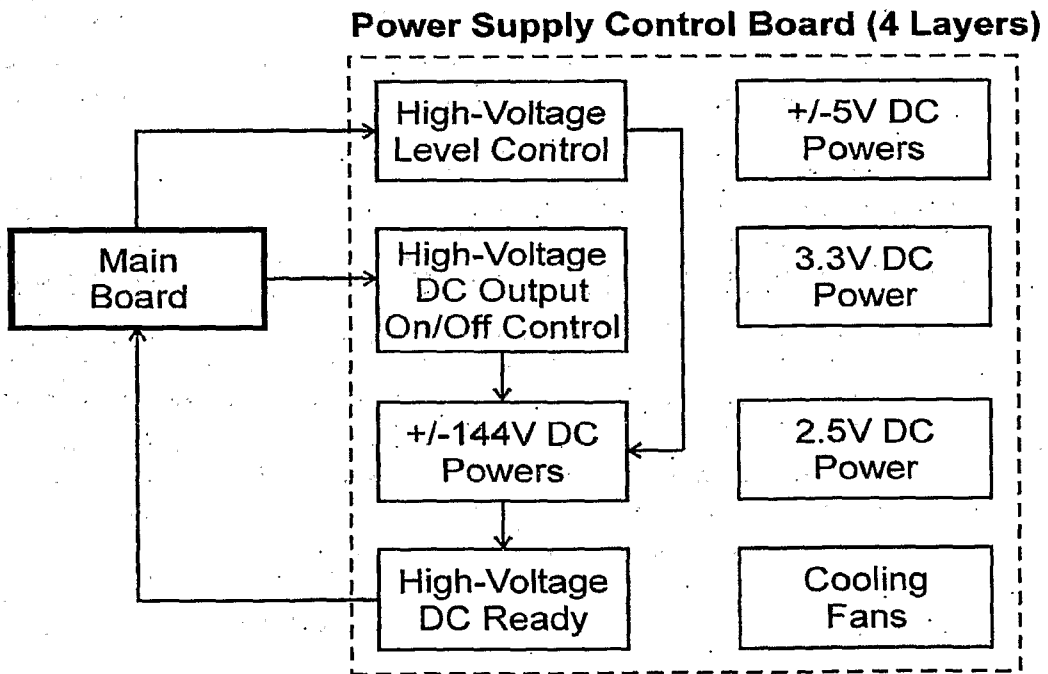 Power Supply Control Board (4 Layers)
High-Voltage
Level Control
+/-5V DC
Powers
Main
Board
High-Voltage
DC Output
On/Off Control
3.3V DC
Power
+/-144V DC
Powers
2.5V DC
Power
High-Voltage
DC Ready
Cooling
Fans